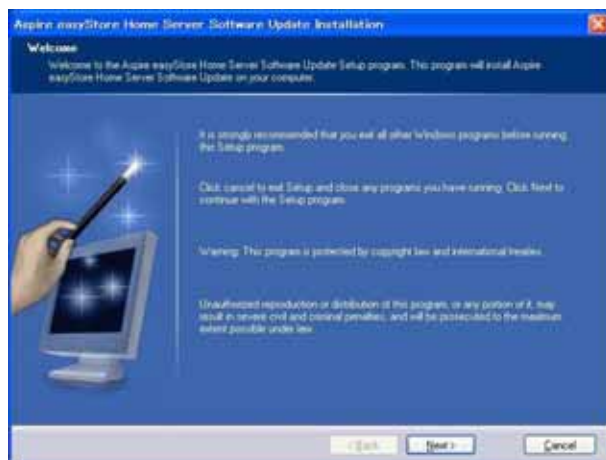 Aspire easyStore Home Server Software Update Installation
Welcome
Welcome to the Aspire easyStore Home Server Software Update Setup program. This program will install Aspire
easyStore Home Server Software Update on your computer.
It is strongly recommended that you exit all other Windows programs before running
this Setup program.
Click cancel to exit Setup and close any programs you have running. Click Next to
continue with the Setup program.
Warning: This program is protected by copyright law and international treaties.
Unauthorized reproduction or distribution of this program, or any portion of it, may
result in severe civil and criminal penalties, and will be prosecuted to the maximum
extent possible under law.
< Back
Next >
Cancel